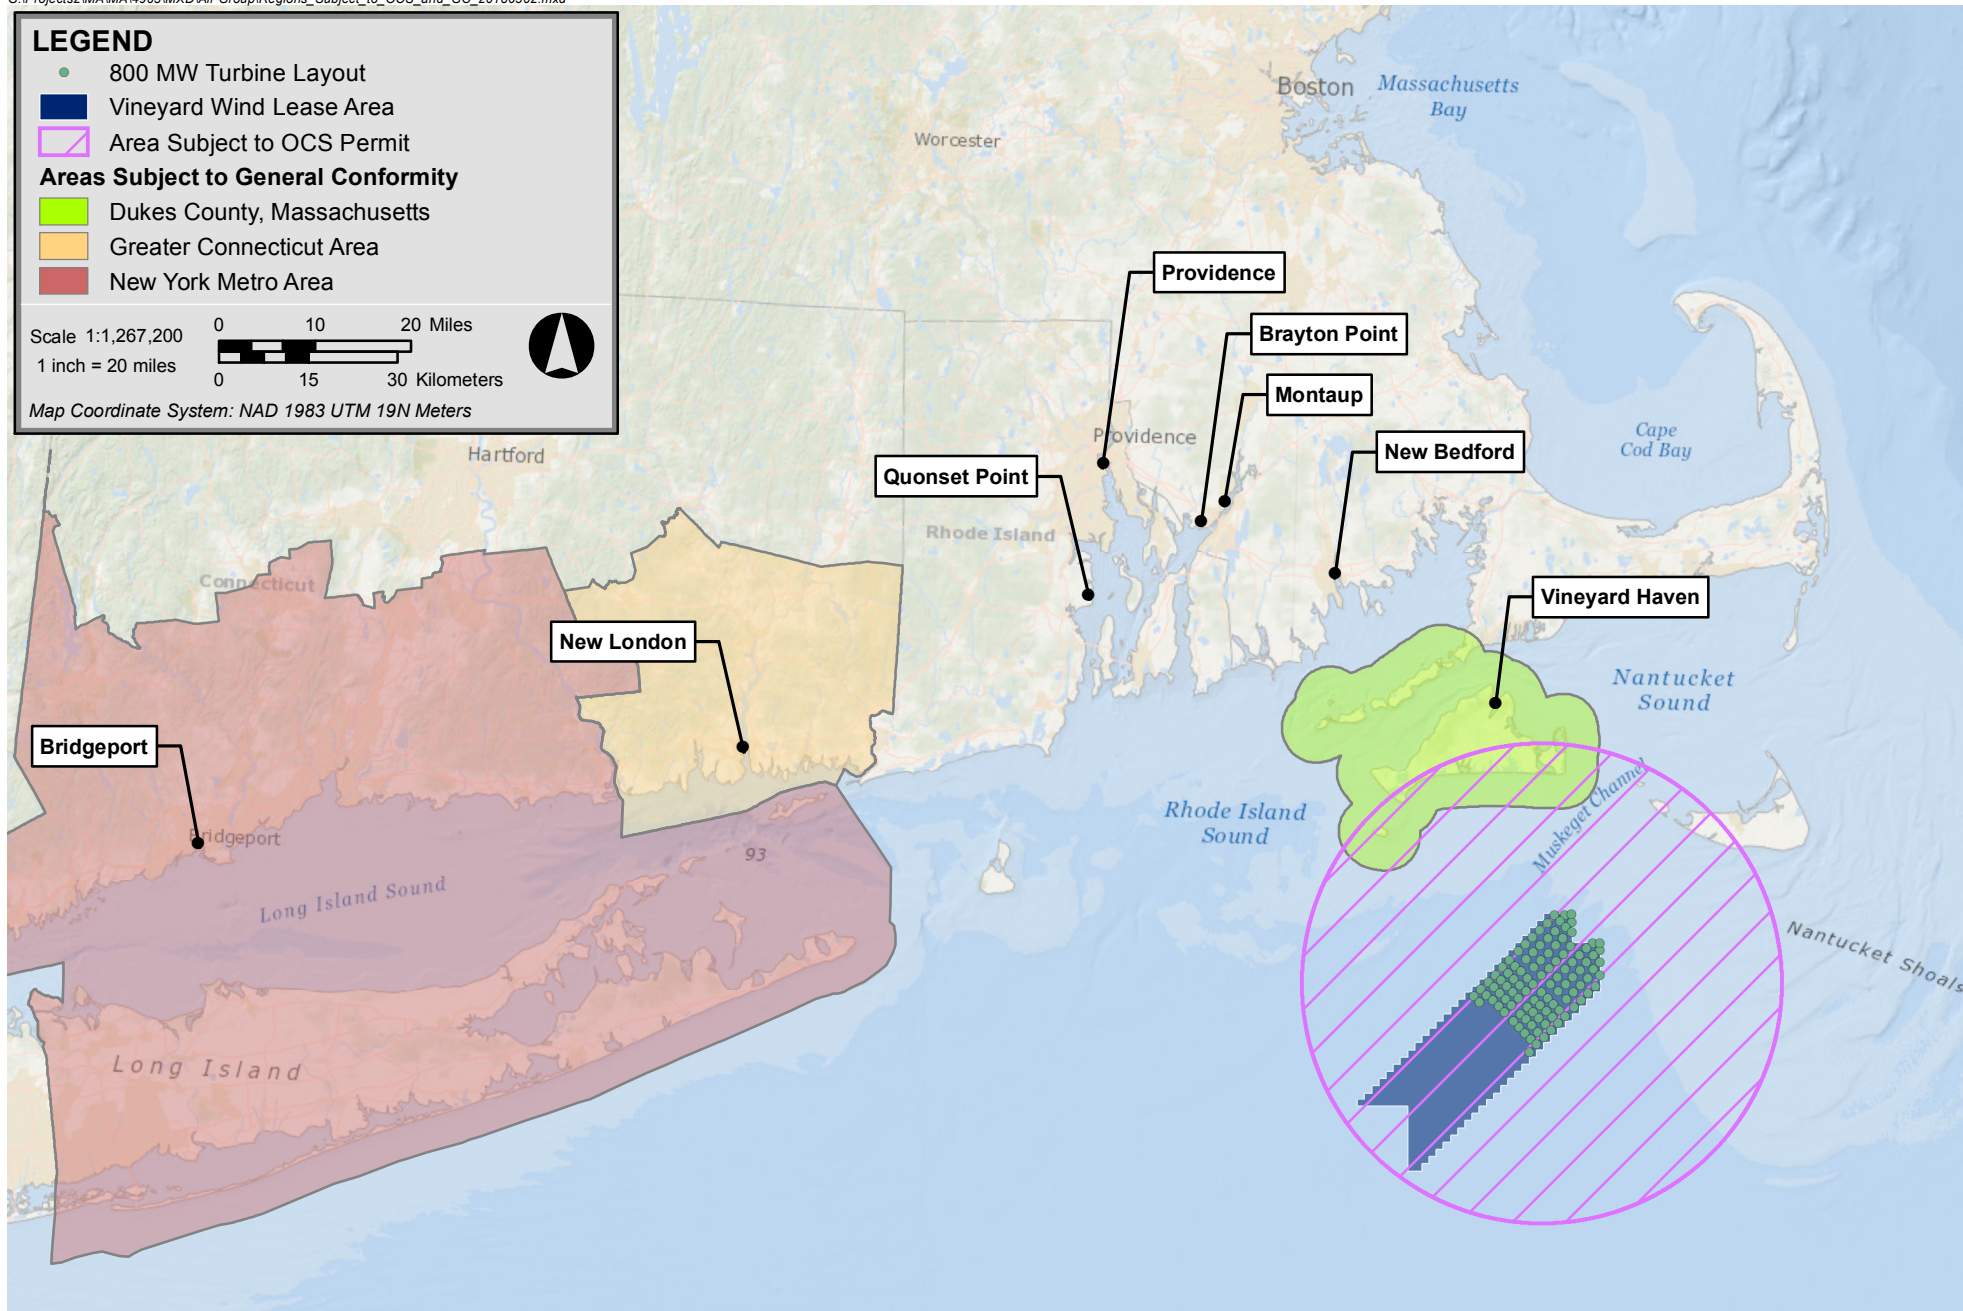 LEGEND
800 MW Turbine Layout
Vineyard Wind Lease Area
Area Subject to OCS Permit
Areas Subject to General Conformity
Dukes County, Massachusetts
Greater Connecticut Area
New York Metro Area
Scale 1:1,267,200
1 inch = 20 miles
0 10 20 Miles
0 15 30 Kilometers
Map Coordinate System: NAD 1983 UTM 19N Meters
Boston
Massachusetts
Bay
Worcester
Providence
Brayton Point
Montaup
Providence
New Bedford
Cape
Cod Bay
Hartford
Quonset Point
Rhode Island
Connecticut
Vineyard Haven
New London
Nantucket
Sound
Bridgeport
Bridgeport
Rhode Island
Sound
Muskeget Channel
93
Long Island Sound
Nantucket Shoals
Long Island